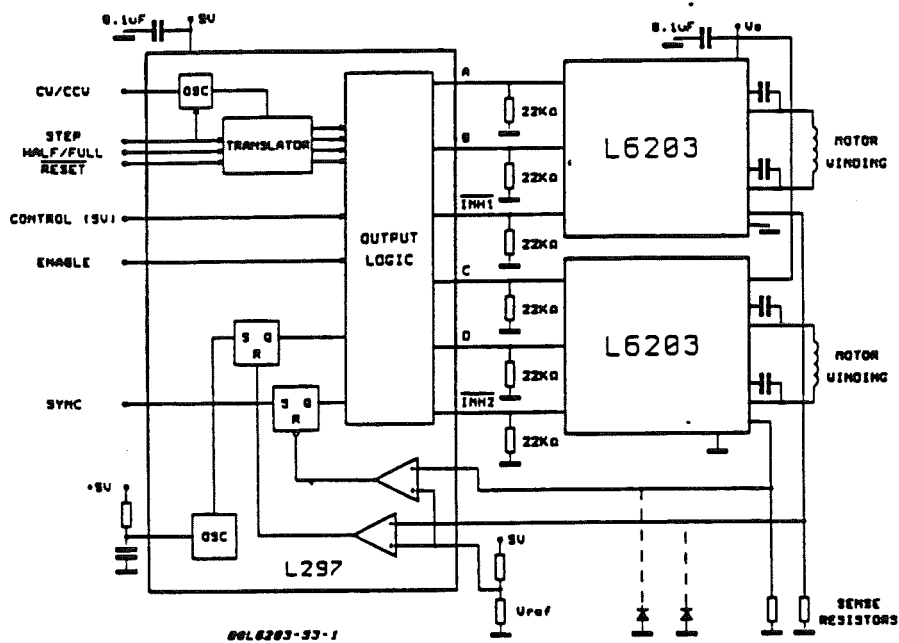 0.1uF
5V
0.1uF
Vs
CW/CCW
OSC
STEP
HALF/FULL
RESET
TRANSLATOR
CONTROL (5V)
ENABLE
OUTPUT
LOGIC
A
22KΩ
B
22KΩ
INH1
22KΩ
C
22KΩ
D
22KΩ
INH2
22KΩ
L6203
MOTOR
WINDING
L6203
MOTOR
WINDING
S Q
R
S Q
R
SYNC
+5V
OSC
L297
5V
Vref
SENSE
RESISTORS